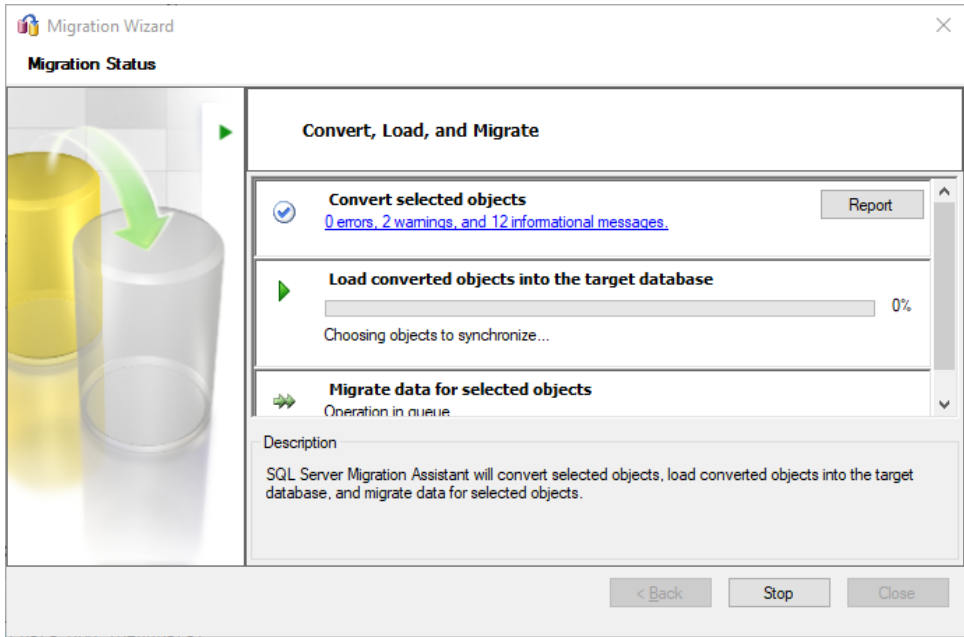 Migration Wizard
Migration Status
Convert, Load, and Migrate
Convert selected objects
Report
0 errors, 2 warnings, and 12 informational messages.
Load converted objects into the target database
0%
Choosing objects to synchronize...
Migrate data for selected objects
Operation in queue
Description
SQL Server Migration Assistant will convert selected objects, load converted objects into the target
database, and migrate data for selected objects.
< Back
Stop
Close